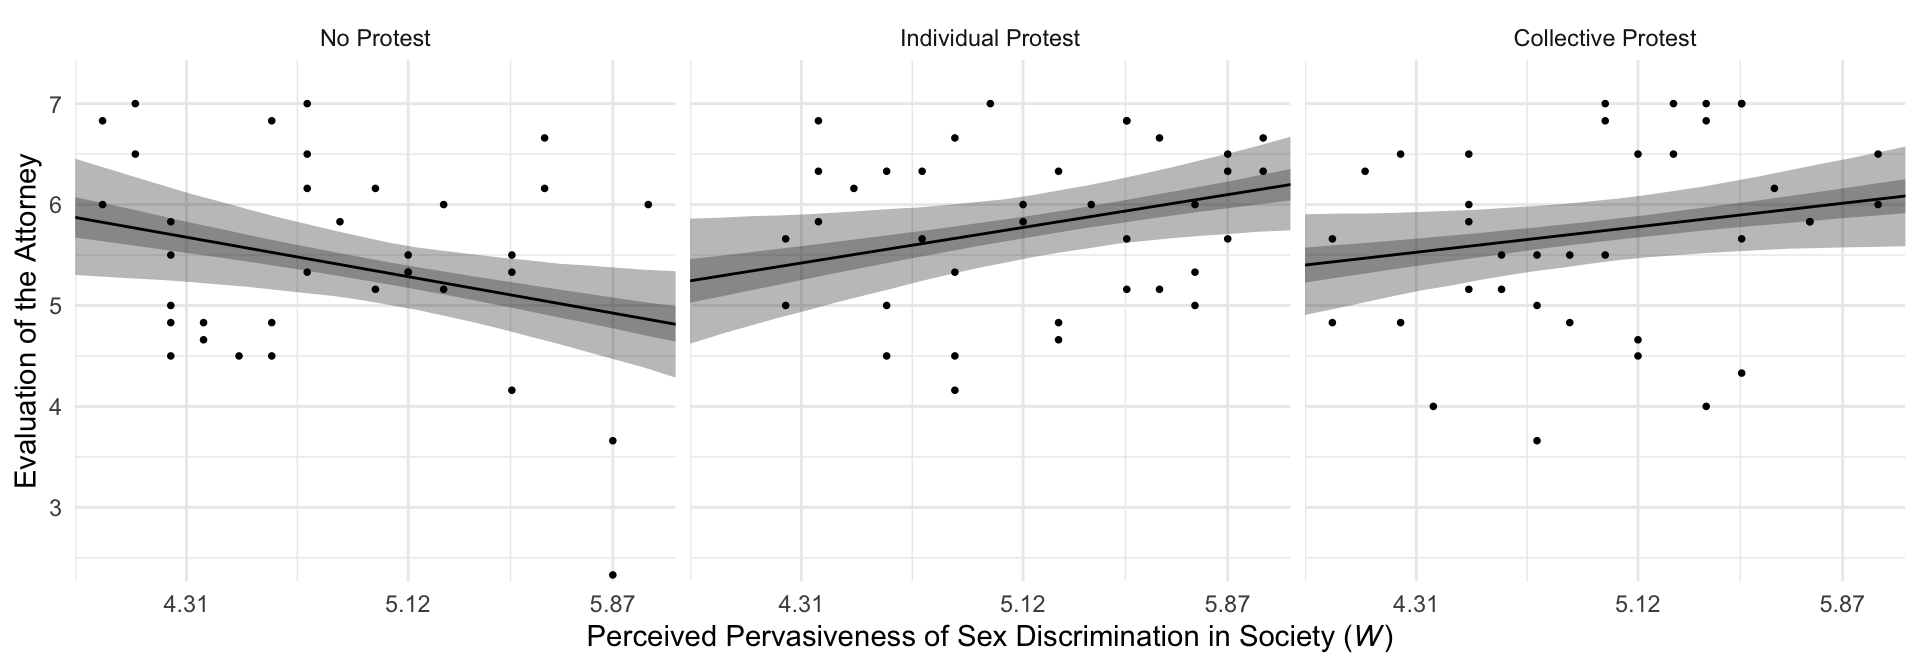 No Protest
Individual Protest
Collective Protest
Evaluation of the Attorney
7
6
5
4
3
4.31
5.12
5.87
4.31
5.12
5.87
4.31
5.12
5.87
Perceived Pervasiveness of Sex Discrimination in Society (W)